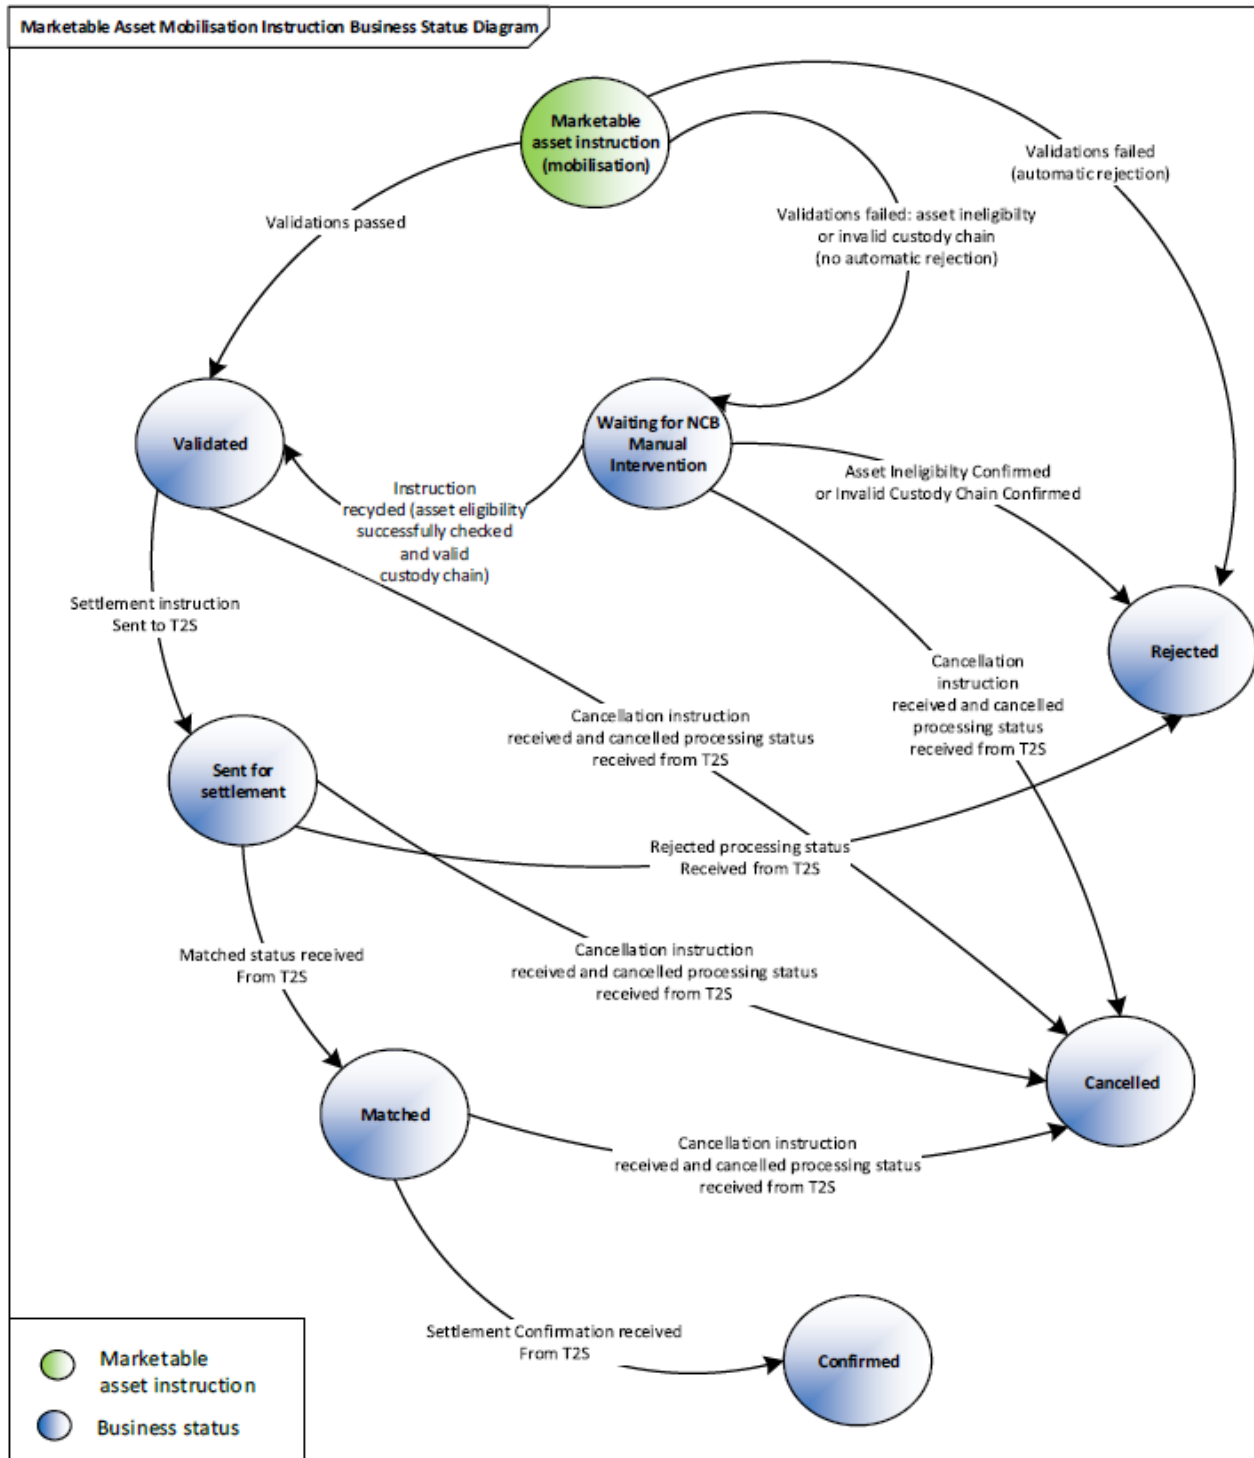 Marketable Asset Mobilisation Instruction Business Status Diagram
Marketable
asset instruction
(mobilisation)
Validations failed
(automatic rejection)
Validations passed
Validations failed: asset ineligibilty
or invalid custody chain
(no automatic rejection)
Validated
Waiting for NCB
Manual
Intervention
Asset Ineligibilty Confirmed
or Invalid Custody Chain Confirmed
Instruction
recycled (asset eligibility
successfully checked
and valid
custody chain)
Settlement instruction
Sent to T2S
Rejected
Cancellation
instruction
received and cancelled
processing status
received from T2S
Cancellation instruction
received and cancelled processing status
received from T2S
Sent for
settlement
Rejected processing status
Received from T2S
Matched status received
From T2S
Cancellation instruction
received and cancelled processing status
received from T2S
Cancelled
Matched
Cancellation instruction
received and cancelled processing status
received from T2S
Settlement Confirmation received
From T2S
Confirmed
Marketable
asset instruction
Business status